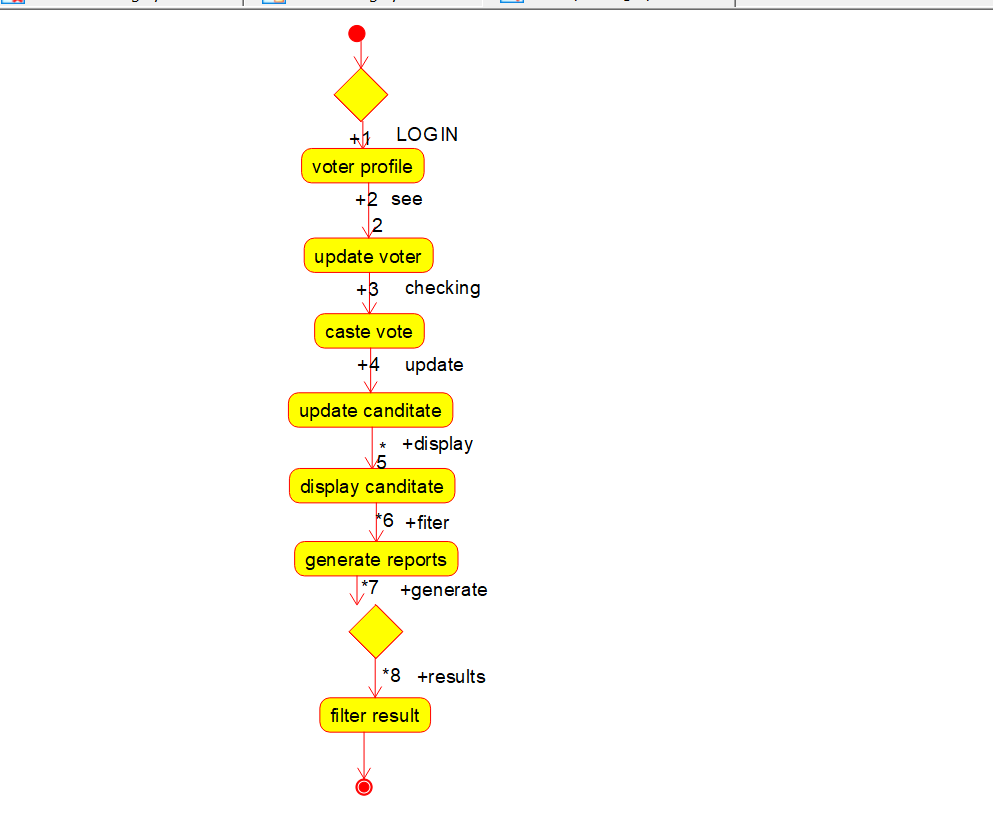 +1 LOGIN
voter profile
+2 see
2
update voter
+3 checking
caste vote
+4 update
update canditate
* +display
5
display canditate
*6 +fiter
generate reports
*7 +generate
*8 +results
filter result